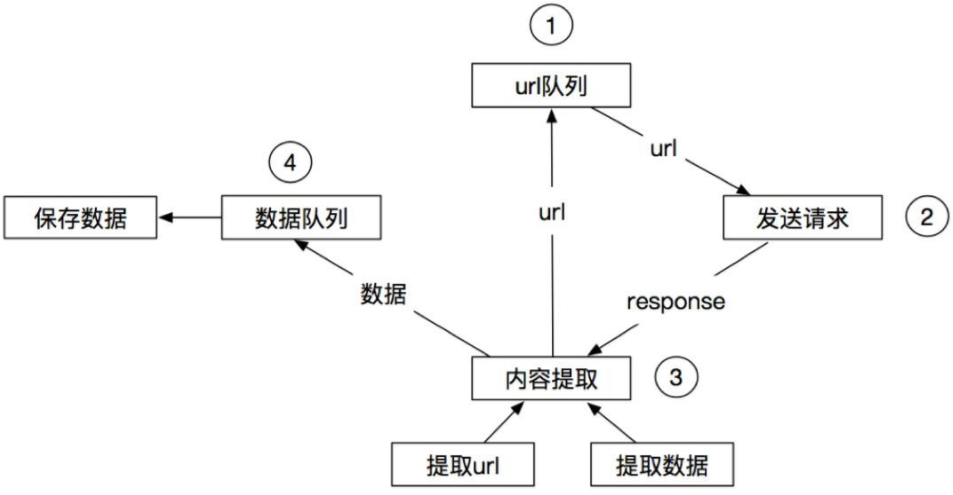 1
url队列
url
4
保存数据
数据队列
url
发送请求
2
数据
response
内容提取
3
提取url
提取数据